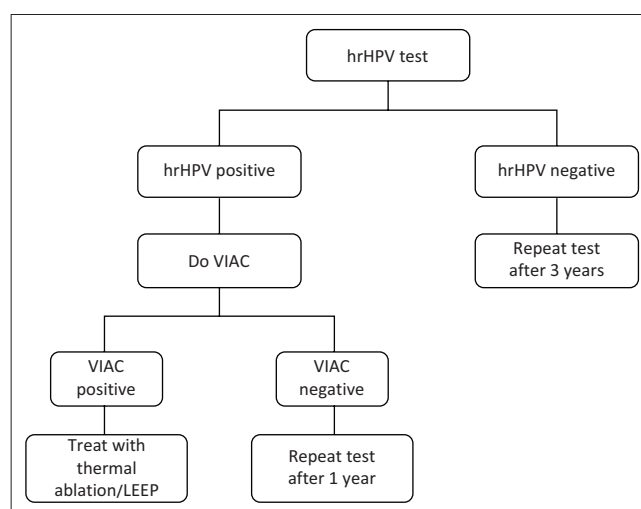 hrHPV test
hrHPV positive
hrHPV negative
Do VIAC
Repeat test
after 3 years
VIAC
positive
VIAC
negative
Treat with
thermal
ablation/LEEP
Repeat test
after 1 year